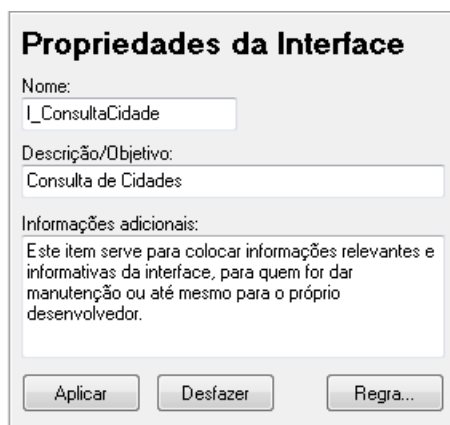 Propriedades da Interface
Nome:
I_ConsultaCidade
Descrição/Objetivo:
Consulta de Cidades
Informações adicionais:
Este item serve para colocar informações relevantes e
informativas da interface, para quem for dar
manutenção ou até mesmo para o próprio
desenvolvedor.
Aplicar Desfazer Regra...